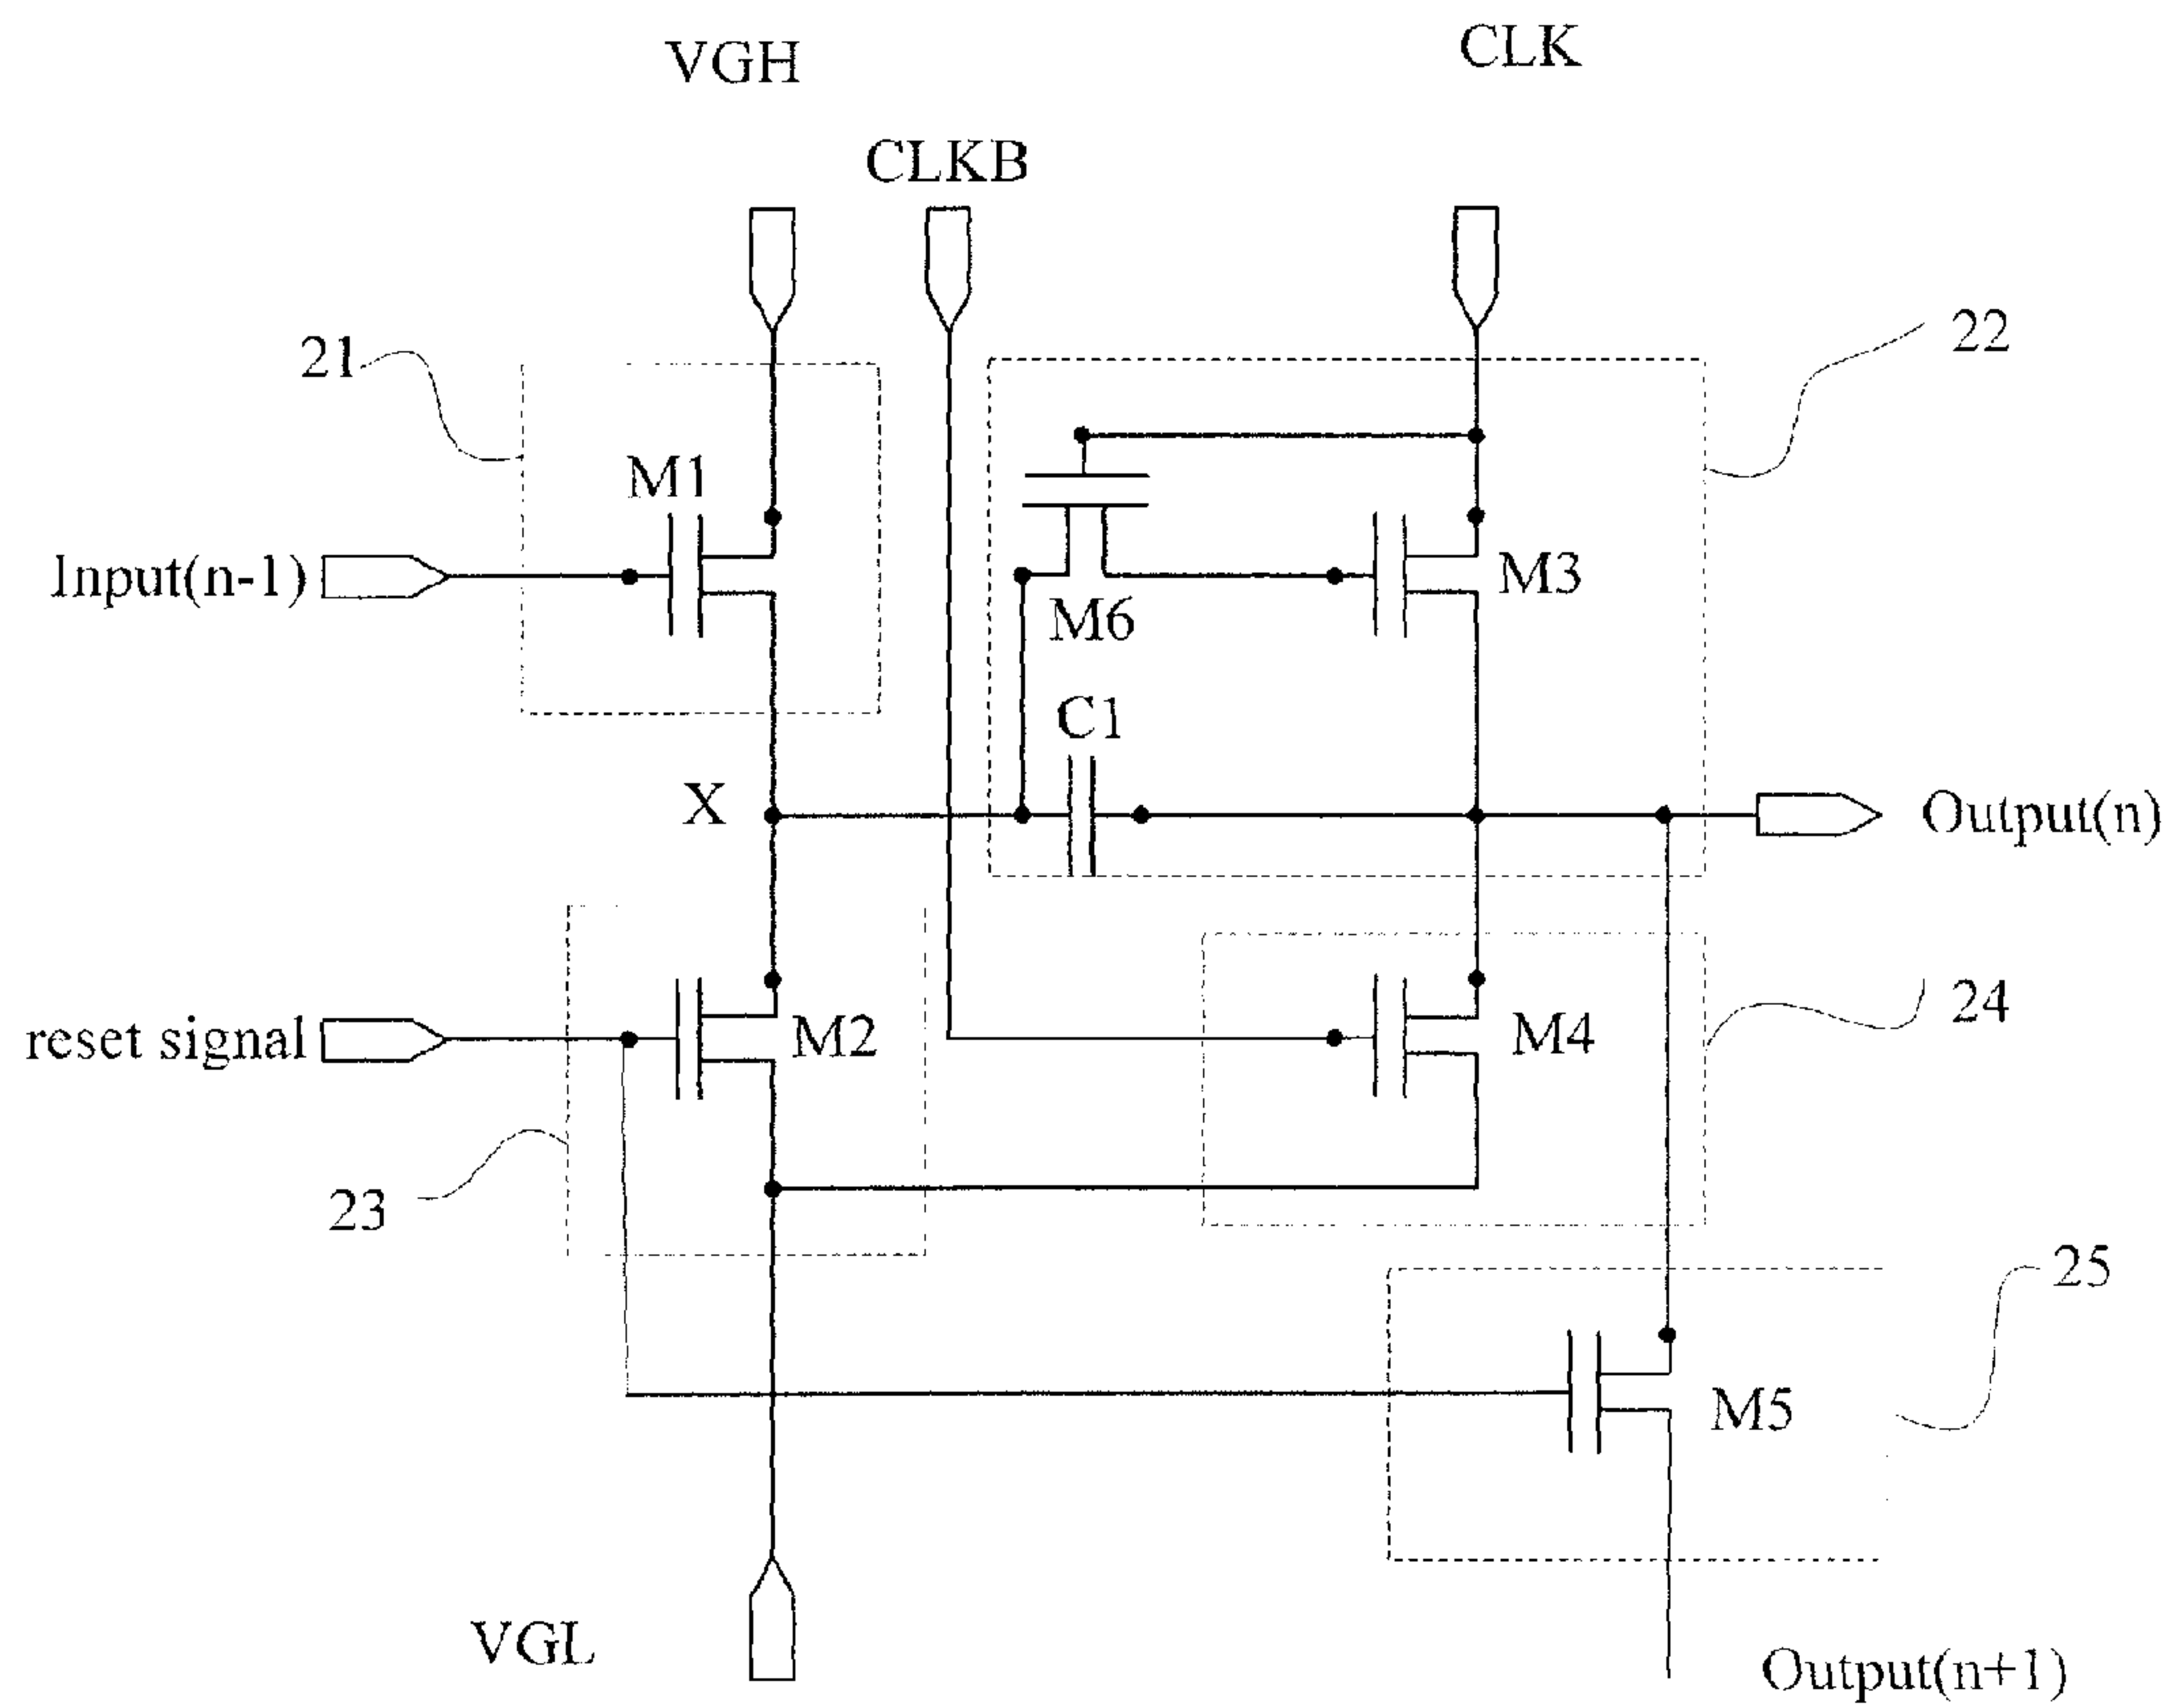 VGH
CLK
CLKB
21
22
M1
Input(n-1)
M3
M6
C1
X
Output(n)
reset signal
M2
M4
24
23
25
M5
VGL
Output(n+1)